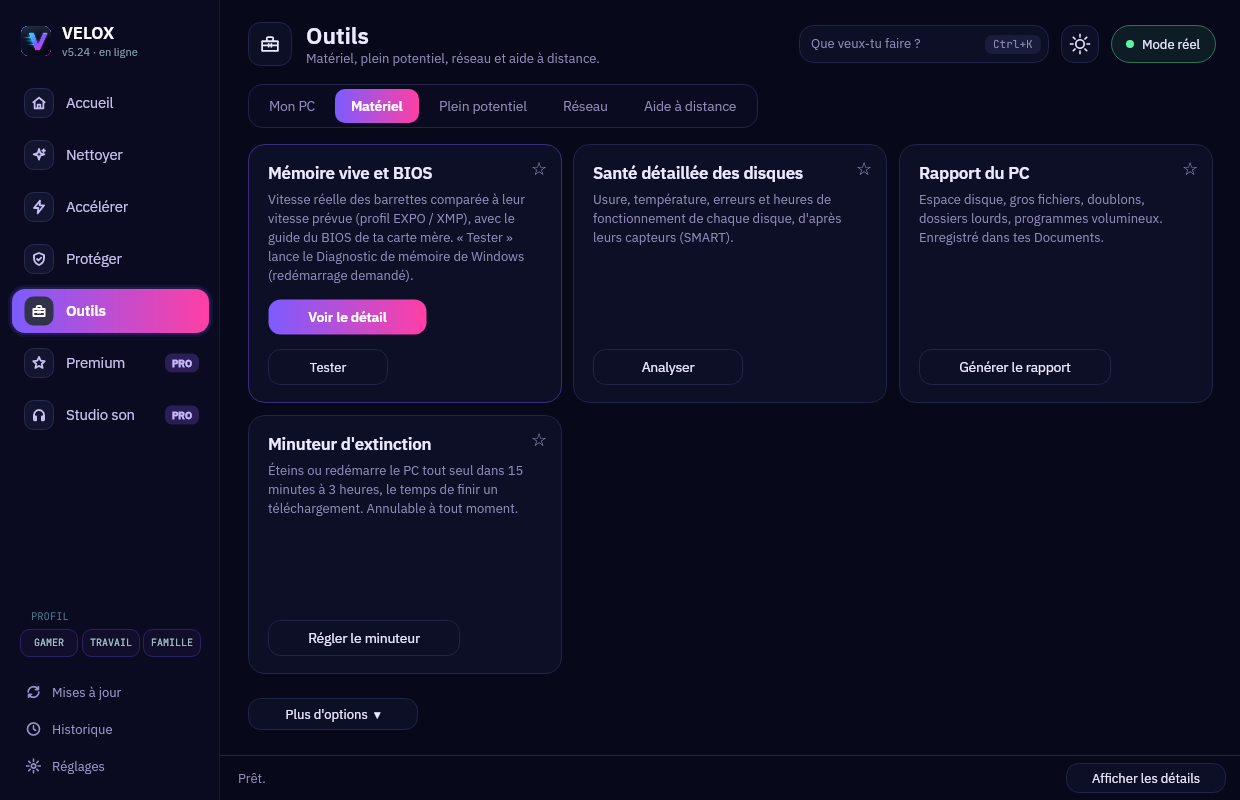 VELOX
v5.24 · en ligne
Accueil
Nettoyer
Accélérer
Protéger
Outils
Premium PRO
Studio son PRO
PROFIL
GAMER TRAVAIL FAMILLE
Mises à jour
Historique
Réglages
Outils
Matériel, plein potentiel, réseau et aide à distance.
Que veux-tu faire ? Ctrl+K
Mode réel
Mon PC Matériel Plein potentiel Réseau Aide à distance
Mémoire vive et BIOS ☆
Vitesse réelle des barrettes comparée à leur
vitesse prévue (profil EXPO / XMP), avec le
guide du BIOS de ta carte mère. « Tester »
lance le Diagnostic de mémoire de Windows
(redémarrage demandé).
Voir le détail
Tester
Santé détaillée des disques ☆
Usure, température, erreurs et heures de
fonctionnement de chaque disque, d'après
leurs capteurs (SMART).
Analyser
Rapport du PC ☆
Espace disque, gros fichiers, doublons,
dossiers lourds, programmes volumineux.
Enregistré dans tes Documents.
Générer le rapport
Minuteur d'extinction ☆
Éteins ou redémarre le PC tout seul dans 15
minutes à 3 heures, le temps de finir un
téléchargement. Annulable à tout moment.
Régler le minuteur
Plus d'options ▾
Prêt.
Afficher les détails